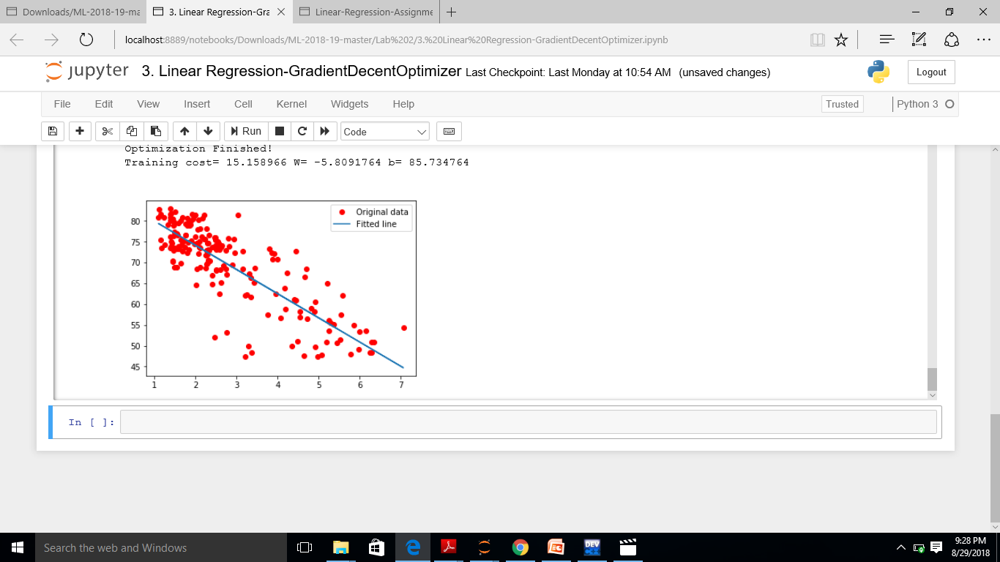 Downloads/ML-2018-19-ma
3. Linear Regression-Gra
Linear-Regression-Assignme
localhost:8889/notebooks/Downloads/ML-2018-19-master/Lab%202/3.%20Linear%20Regression-GradientDecentOptimizer.ipynb
jupyter 3. Linear Regression-GradientDecentOptimizer Last Checkpoint: Last Monday at 10:54 AM (unsaved changes)
Logout
File Edit View Insert Cell Kernel Widgets Help
Trusted
Python 3
Run
Code
Optimization Finished!
Training cost= 15.158966 W= -5.8091764 b= 85.734764
Original data
Fitted line
80
75
70
65
60
55
50
45
1 2 3 4 5 6 7
In [ ]:
Search the web and Windows
DEV
C++
9:28 PM
8/29/2018